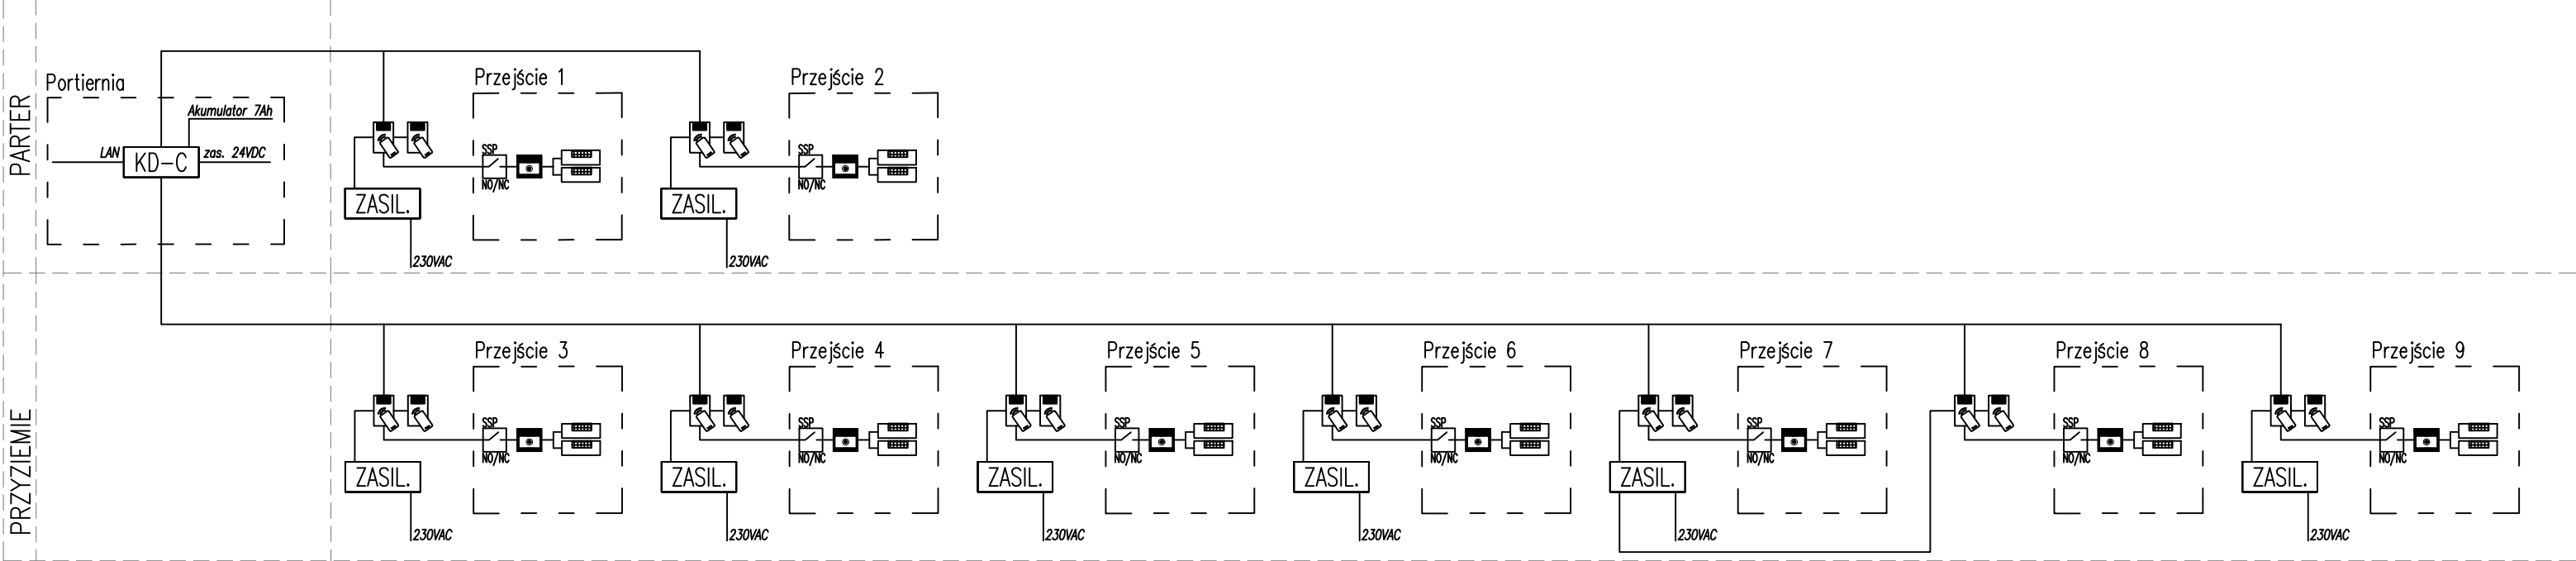 PARTER
Portiernia
Akumulator 7Ah
LAN
KD-C
zas. 24VDC
Przejście 1
SSP
NO/NC
ZASIL.
230VAC
Przejście 2
SSP
NO/NC
ZASIL.
230VAC
PRZYZIEMIE
Przejście 3
SSP
NO/NC
ZASIL.
230VAC
Przejście 4
SSP
NO/NC
ZASIL.
230VAC
Przejście 5
SSP
NO/NC
ZASIL.
230VAC
Przejście 6
SSP
NO/NC
ZASIL.
230VAC
Przejście 7
SSP
NO/NC
ZASIL.
230VAC
Przejście 8
SSP
NO/NC
Przejście 9
SSP
NO/NC
ZASIL.
230VAC